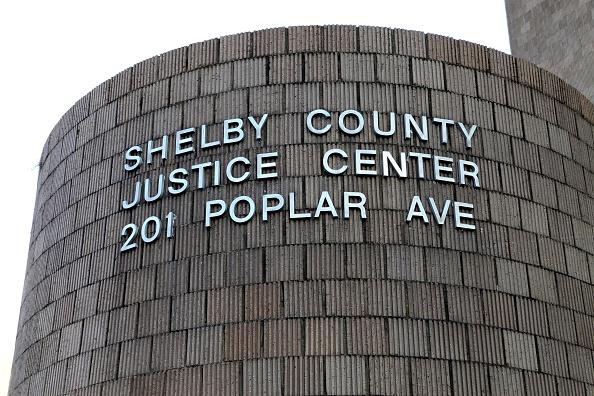 SHELBY COUNTY
JUSTICE CENTER
201 POPLAR AVE